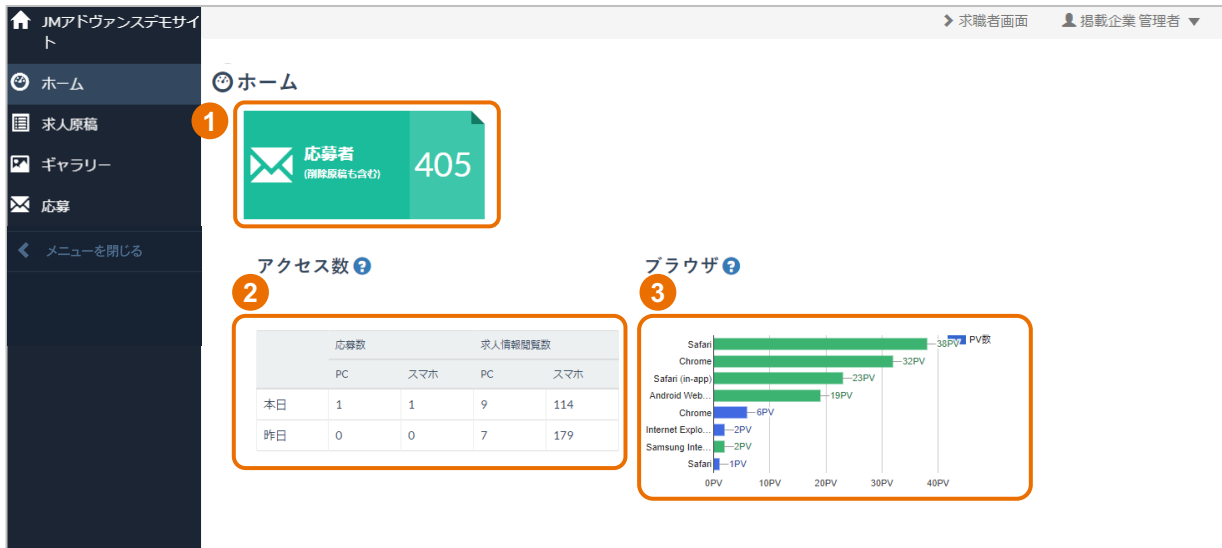 JMアドヴァンスデモサイ
ト
求職者画面
掲載企業 管理者 ▼
ホーム
求人原稿
ギャラリー
応募
メニューを閉じる
ホーム
1
応募者
(削除原稿も含む)
405
アクセス数 ?
2
応募数 求人情報閲覧数
PC スマホ PC スマホ
本日 1 1 9 114
昨日 0 0 7 179
ブラウザ ?
3
PV数
Safari 38PV
Chrome 32PV
Safari (in-app) 23PV
Android Web... 19PV
Chrome 6PV
Internet Explo... 2PV
Samsung Inte... 2PV
Safari 1PV
0PV 10PV 20PV 30PV 40PV